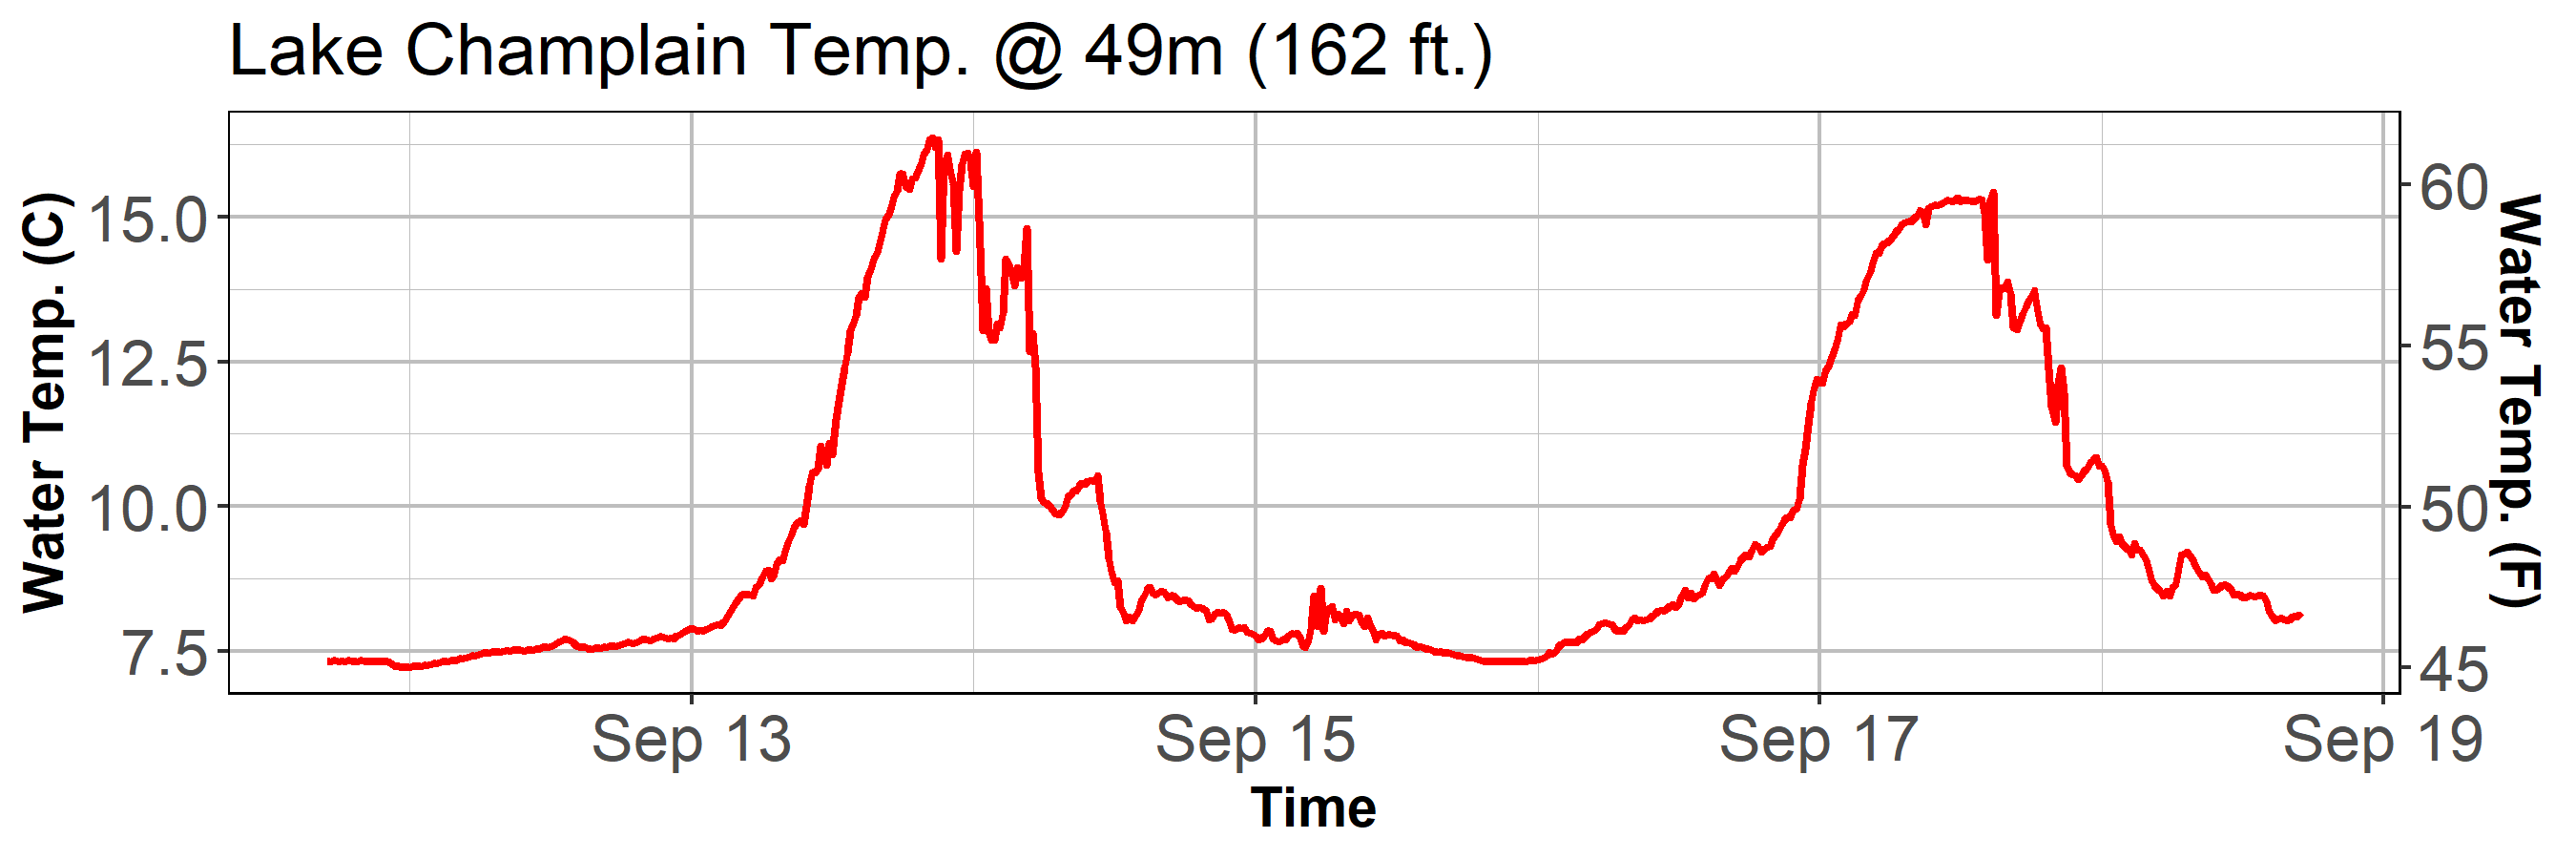 Lake Champlain Temp. @ 49m (162 ft.)
Water Temp. (C)
15.0
12.5
10.0
7.5
60
55
50
45
Water Temp. (F)
Sep 13
Sep 15
Sep 17
Sep 19
Time